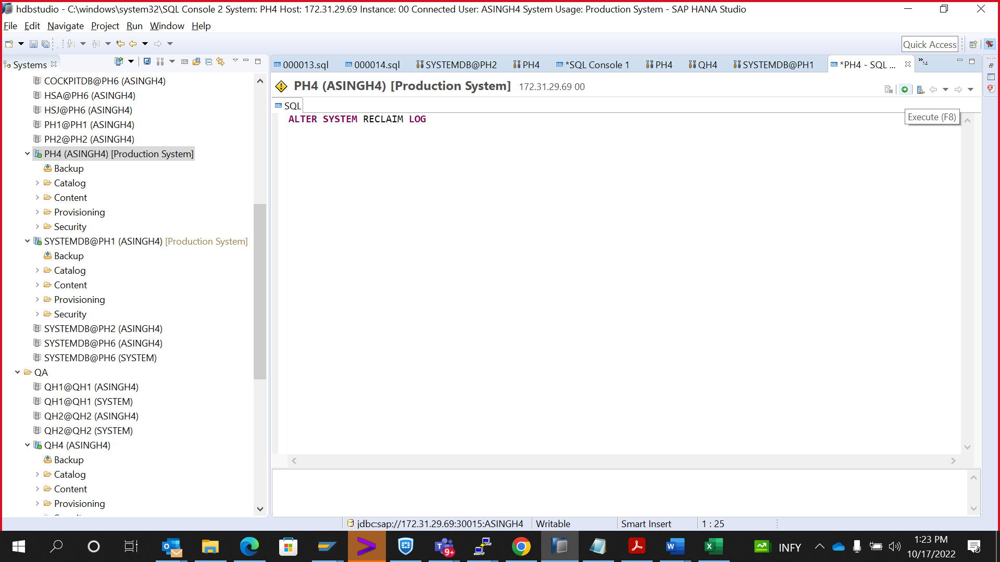 hdbstudio - C:\windows\system32\SQL Console 2 System: PH4 Host: 172.31.29.69 Instance: 00 Connected User: ASINGH4 System Usage: Production System - SAP HANA Studio
File Edit Navigate Project Run Window Help
Quick Access
Systems
000013.sql 000014.sql SYSTEMDB@PH2 PH4 *SQL Console 1 PH4 QH4 SYSTEMDB@PH1 *PH4 - SQL ... »14
COCKPITDB@PH6 (ASINGH4)
HSA@PH6 (ASINGH4)
HSJ@PH6 (ASINGH4)
PH1@PH1 (ASINGH4)
PH2@PH2 (ASINGH4)
PH4 (ASINGH4) [Production System]
Backup
Catalog
Content
Provisioning
Security
SYSTEMDB@PH1 (ASINGH4) [Production System]
Backup
Catalog
Content
Provisioning
Security
SYSTEMDB@PH2 (ASINGH4)
SYSTEMDB@PH6 (ASINGH4)
SYSTEMDB@PH6 (SYSTEM)
QA
QH1@QH1 (ASINGH4)
QH1@QH1 (SYSTEM)
QH2@QH2 (ASINGH4)
QH2@QH2 (SYSTEM)
QH4 (ASINGH4)
Backup
Catalog
Content
Provisioning
PH4 (ASINGH4) [Production System] 172.31.29.69 00
SQL
Execute (F8)
ALTER SYSTEM RECLAIM LOG
jdbc:sap://172.31.29.69:30015:ASINGH4 Writable Smart Insert 1 : 25
9+
INFY
1:23 PM
10/17/2022